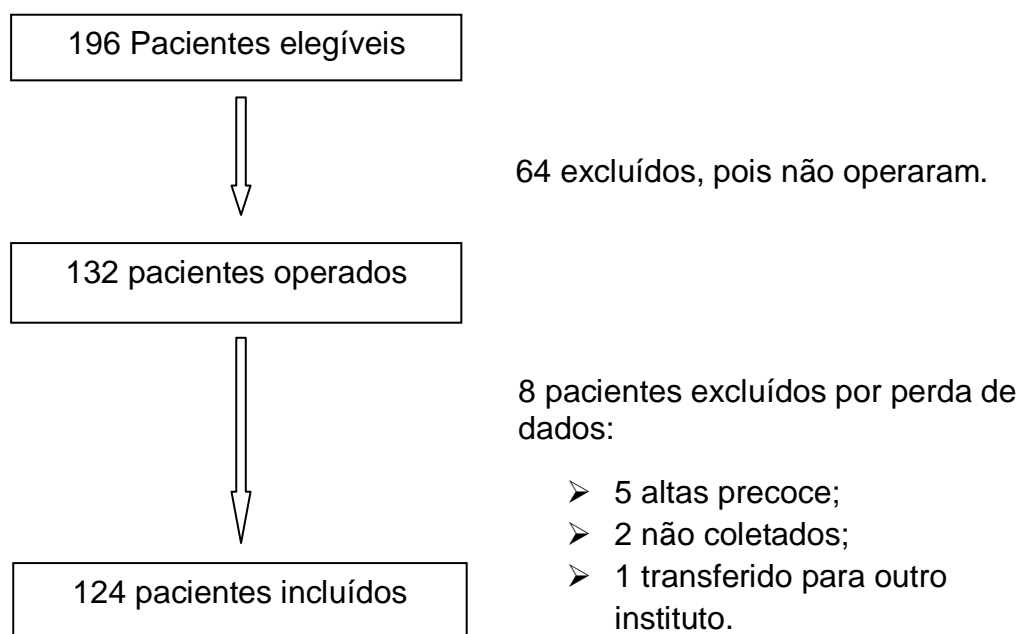 196 Pacientes elegíveis
64 excluídos, pois não operaram.
132 pacientes operados
8 pacientes excluídos por perda de
dados:
➢ 5 altas precoce;
➢ 2 não coletados;
➢ 1 transferido para outro
instituto.
124 pacientes incluídos